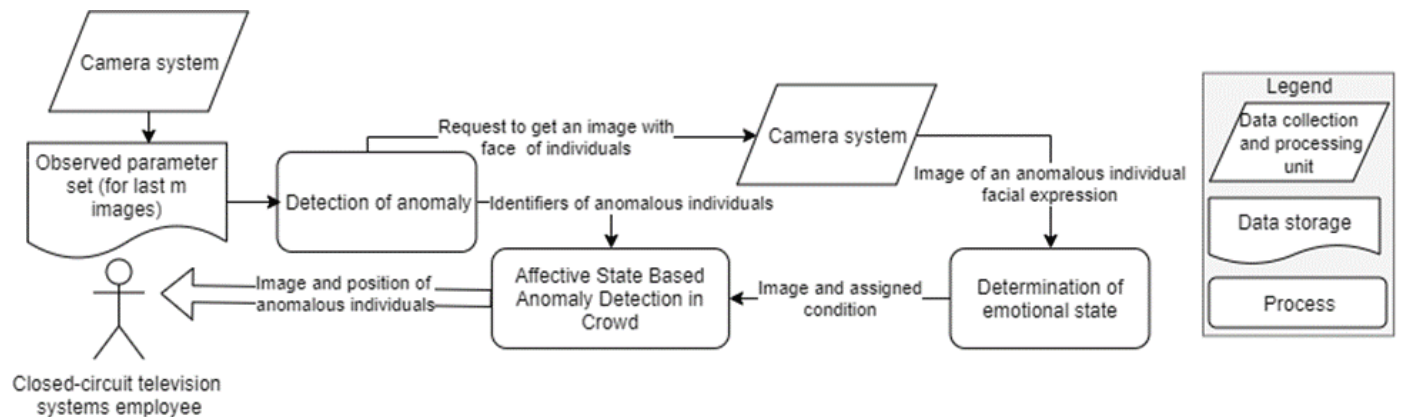 Camera system
Observed parameter
set (for last m
images)
Detection of anomaly
Request to get an image with
face of individuals
Camera system
Identifiers of anomalous individuals
Image of an anomalous individual
facial expression
Affective State Based
Anomaly Detection in
Crowd
Image and assigned
condition
Determination of
emotional state
Image and position of
anomalous individuals
Closed-circuit television
systems employee
Legend
Data collection
and processing
unit
Data storage
Process